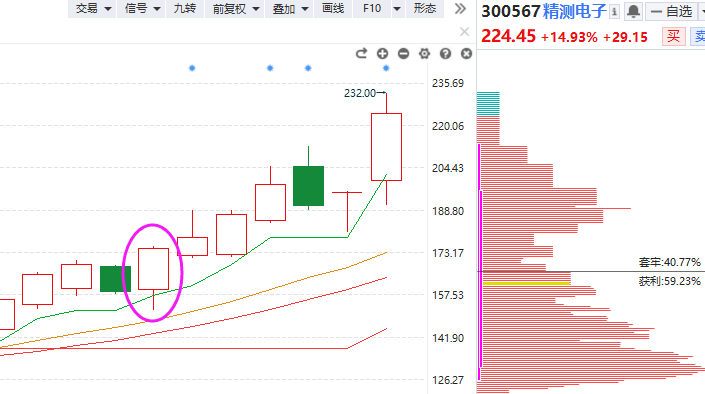 交易 信号 九转 前复权 叠加 画线 F10 形态
300567 精测电子 自选
224.45 +14.93% +29.15 买 卖
235.69
232.00
220.06
204.43
188.80
173.17
套牢:40.77%
获利:59.23%
157.53
141.90
126.27